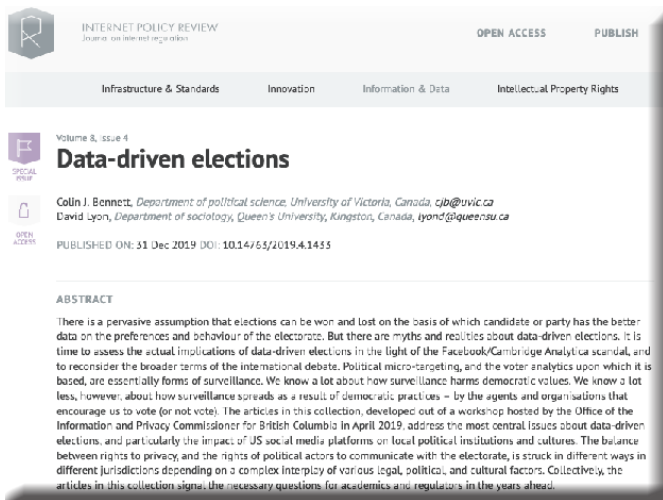 INTERNET POLICY REVIEW
Journal on internet regulation
OPEN ACCESS
PUBLISH
Infrastructure & Standards
Innovation
Information & Data
Intellectual Property Rights
Volume 8, Issue 4
SPECIAL ISSUE
Data-driven elections
Colin J. Bennett, Department of political science, University of Victoria, Canada, cjb@uvic.ca
David Lyon, Department of sociology, Queen's University, Kingston, Canada, lyond@queensu.ca
OPEN ACCESS
PUBLISHED ON: 31 Dec 2019 DOI: 10.14763/2019.4.1433
ABSTRACT
There is a pervasive assumption that elections can be won and lost on the basis of which candidate or party has the better
data on the preferences and behaviour of the electorate. But there are myths and realities about data-driven elections. It is
time to assess the actual implications of data-driven elections in the light of the Facebook/Cambridge Analytica scandal, and
to reconsider the broader terms of the international debate. Political micro-targeting, and the voter analytics upon which it is
based, are essentially forms of surveillance. We know a lot about how surveillance harms democratic values. We know a lot
less, however, about how surveillance spreads as a result of democratic practices – by the agents and organisations that
encourage us to vote (or not vote). The articles in this collection, developed out of a workshop hosted by the Office of the
Information and Privacy Commissioner for British Columbia in April 2019, address the most central issues about data-driven
elections, and particularly the impact of US social media platforms on local political institutions and cultures. The balance
between rights to privacy, and the rights of political actors to communicate with the electorate, is struck in different ways in
different jurisdictions depending on a complex interplay of various legal, political, and cultural factors. Collectively, the
articles in this collection signal the necessary questions for academics and regulators in the years ahead.